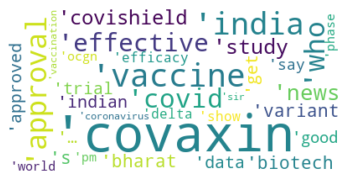 'covishield 'india
'approval 'effective 'study 'who
'approved 'vaccination 'ocgn 'efficacy 'phase
'vaccine 'get 'say
'trial 'covid 'sir 'news
'indian 'coronavirus 'delta 'show 'variant
'... 'covaxin 'good
'world 's 'pm 'bharat 'data 'biotech